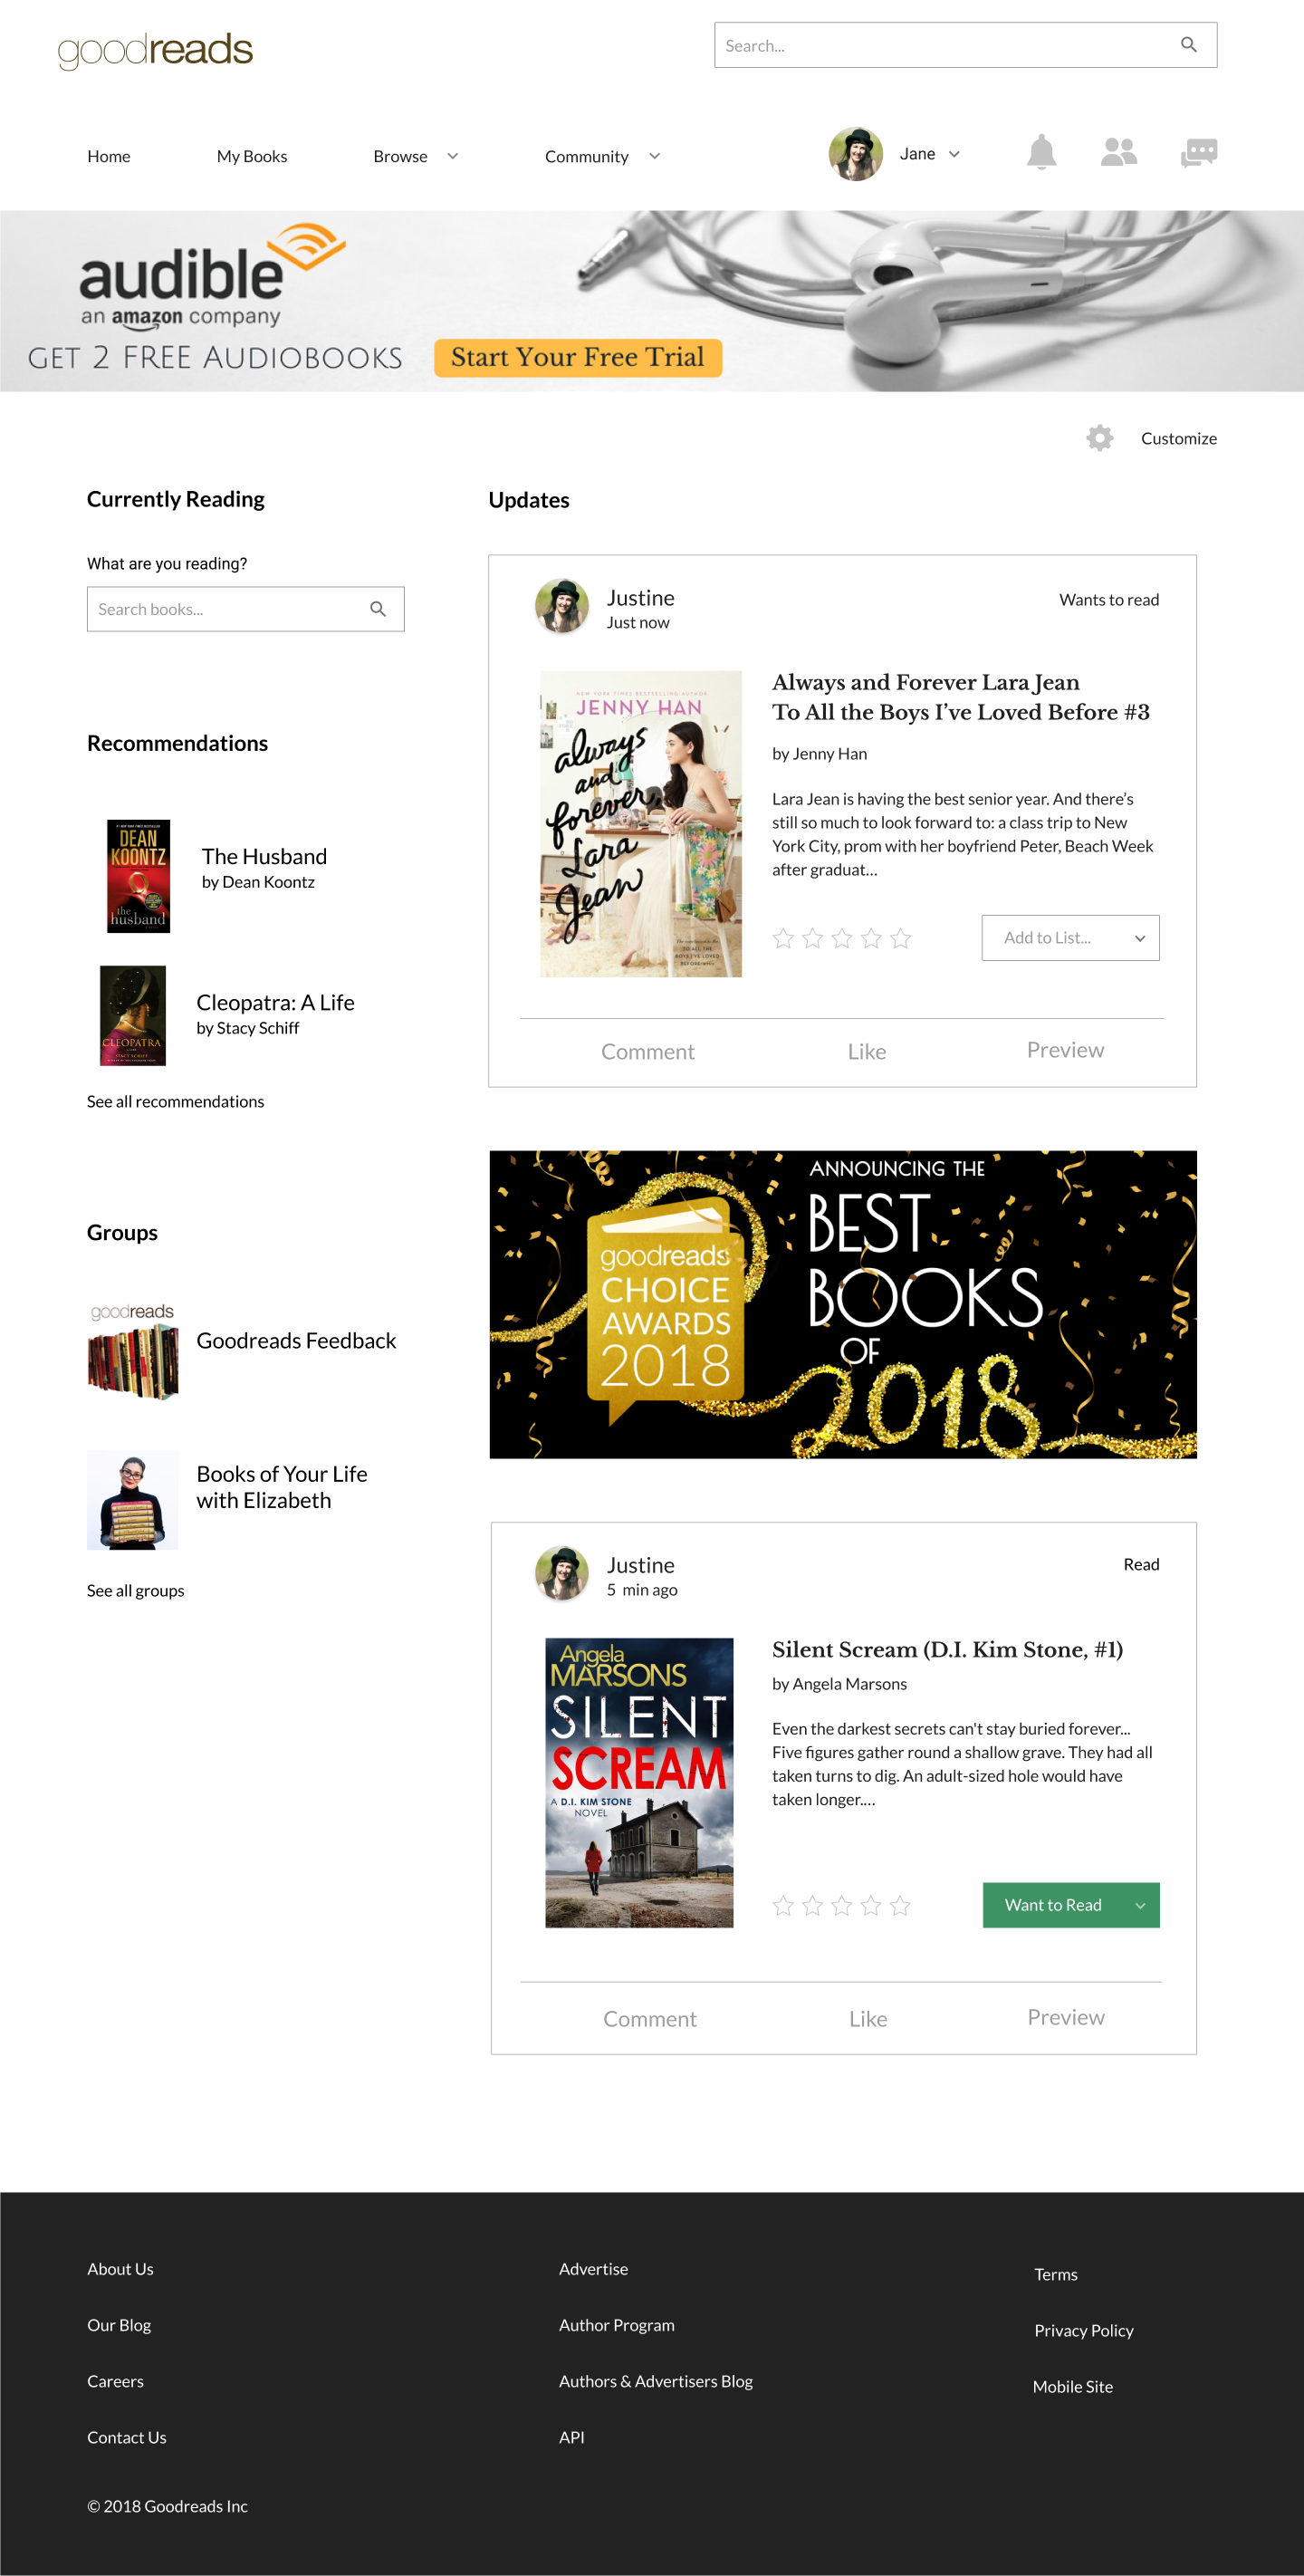 goodreads
Search...
Home
My Books
Browse
Community
Jane
audible
an amazon company
GET 2 FREE AUDIOBOOKS
Start Your Free Trial
Customize
Currently Reading
What are you reading?
Search books...
Recommendations
DEAN
KOONTZ
the
husband
The Husband
by Dean Koontz
CLEOPATRA
STACY SCHIFF
Cleopatra: A Life
by Stacy Schiff
See all recommendations
Groups
goodreads
Goodreads Feedback
Books of Your Life
with Elizabeth
See all groups
Updates
Justine
Just now
Wants to read
NEW YORK TIMES BESTSELLING AUTHOR
JENNY HAN
always
and
forever,
Lara
Jean
Always and Forever Lara Jean
To All the Boys I’ve Loved Before #3
by Jenny Han
Lara Jean is having the best senior year. And there’s
still so much to look forward to: a class trip to New
York City, prom with her boyfriend Peter, Beach Week
after graduat...
Add to List...
Comment
Like
Preview
goodreads
CHOICE
AWARDS
2018
ANNOUNCING THE
BEST
BOOKS
OF
2018
Justine
5 min ago
Read
Angela
MARSONS
SILENT
SCREAM
A D.I. KIM STONE
NOVEL
Silent Scream (D.I. Kim Stone, #1)
by Angela Marsons
Even the darkest secrets can't stay buried forever...
Five figures gather round a shallow grave. They had all
taken turns to dig. An adult-sized hole would have
taken longer....
Want to Read
Comment
Like
Preview
About Us
Our Blog
Careers
Contact Us
© 2018 Goodreads Inc
Advertise
Author Program
Authors & Advertisers Blog
API
Terms
Privacy Policy
Mobile Site